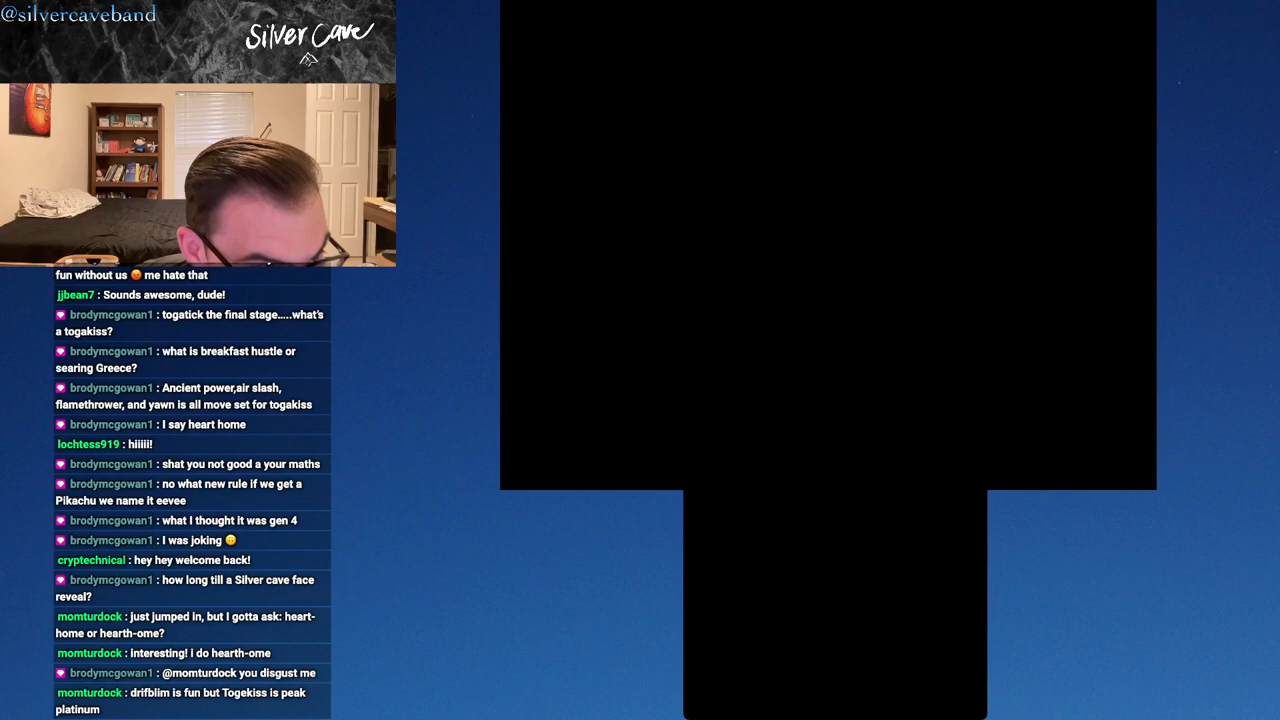 @silvercaveband
Silver Cave
fun without us 😡 me hate that
jjbean7 : Sounds awesome, dude!
brodymcgowan1 : togatick the final stage.....what's
a togakiss?
brodymcgowan1 : what is breakfast hustle or
searing Greece?
brodymcgowan1 : Ancient power,air slash,
flamethrower, and yawn is all move set for togakiss
brodymcgowan1 : I say heart home
lochtess919 : hiiiii!
brodymcgowan1 : shat you not good a your maths
brodymcgowan1 : no what new rule if we get a
Pikachu we name it eevee
brodymcgowan1 : what I thought it was gen 4
brodymcgowan1 : I was joking 🙃
cryptechnical : hey hey welcome back!
brodymcgowan1 : how long till a Silver cave face
reveal?
momturdock : just jumped in, but I gotta ask: heart-
home or hearth-ome?
momturdock : interesting! i do hearth-ome
brodymcgowan1 : @momturdock you disgust me
momturdock : drifblim is fun but Togekiss is peak
platinum